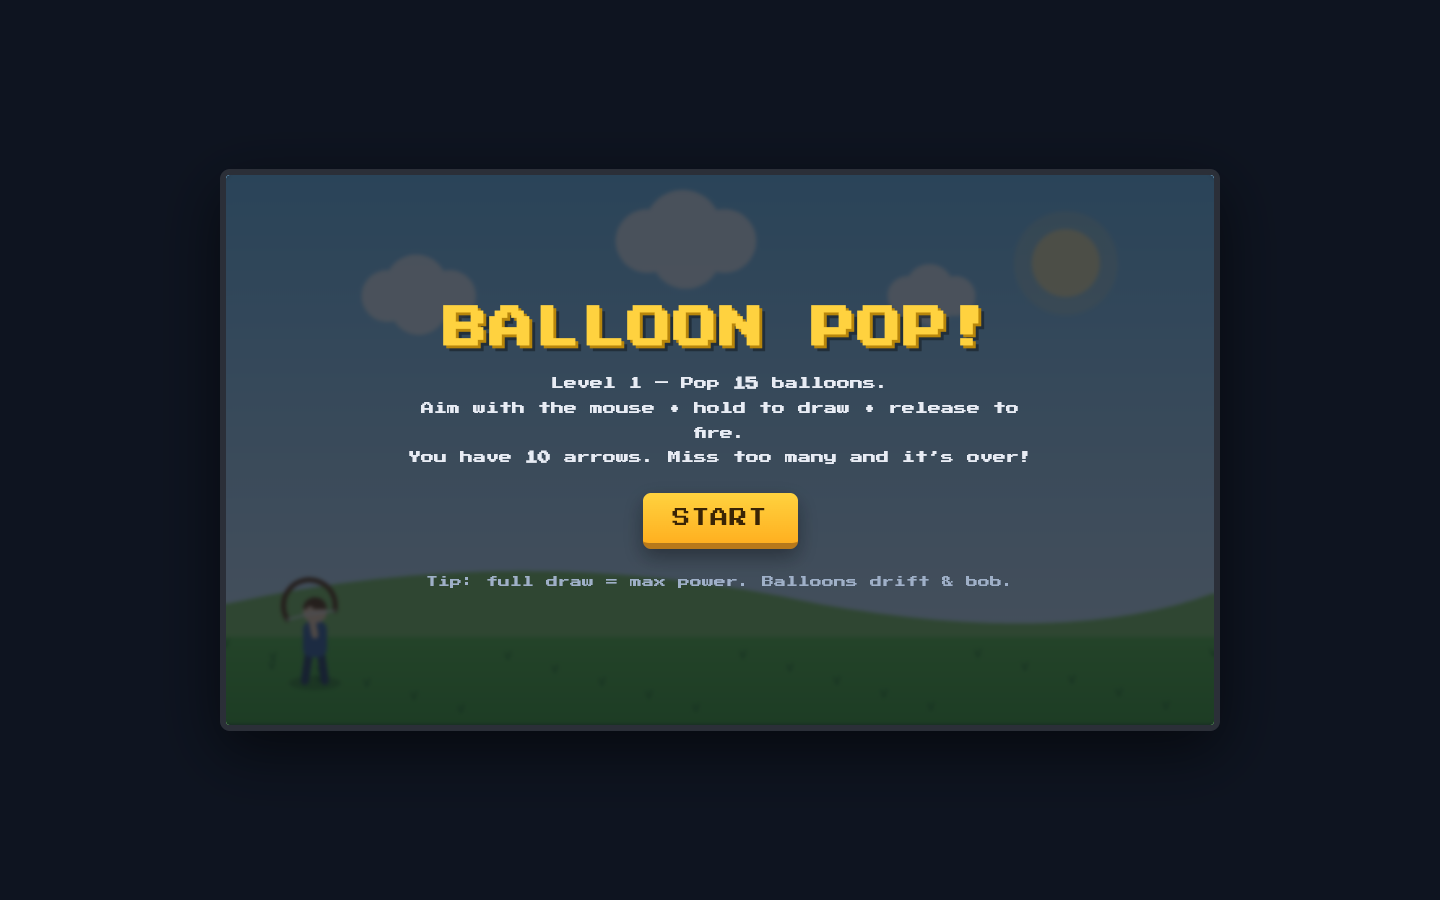 BALLOON POP!
Level 1 — Pop 15 balloons.
Aim with the mouse • hold to draw • release to
fire.
You have 10 arrows. Miss too many and it's over!
START
Tip: full draw = max power. Balloons drift & bob.